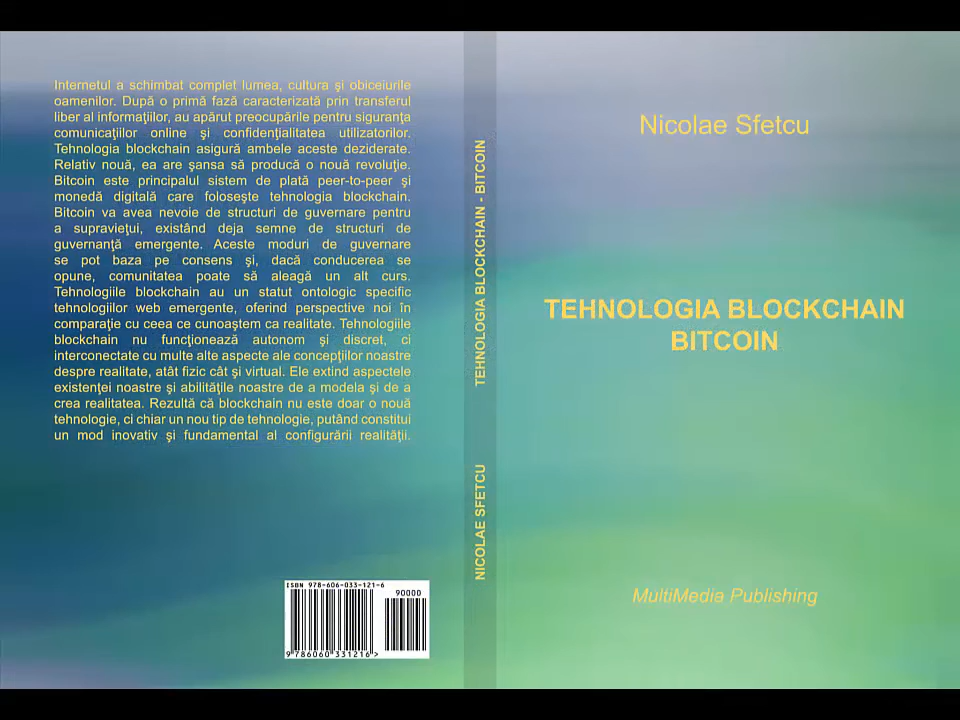 Internetul a schimbat complet lumea, cultura şi obiceiurile
oamenilor. După o primă fază caracterizată prin transferul
liber al informaţiilor, au apărut preocupările pentru siguranţa
comunicaţiilor online şi confidenţialitatea utilizatorilor.
Tehnologia blockchain asigură ambele aceste deziderate.
Relativ nouă, ea are şansa să producă o nouă revoluţie.
Bitcoin este principalul sistem de plată peer-to-peer şi
monedă digitală care foloseşte tehnologia blockchain.
Bitcoin va avea nevoie de structuri de guvernare pentru
a supravieţui, existând deja semne de structuri de
guvernanţă emergente. Aceste moduri de guvernare
se pot baza pe consens şi, dacă conducerea se
opune, comunitatea poate să aleagă un alt curs.
Tehnologiile blockchain au un statut ontologic specific
tehnologiilor web emergente, oferind perspective noi în
comparaţie cu ceea ce cunoaştem ca realitate. Tehnologiile
blockchain nu funcţionează autonom şi discret, ci
interconectate cu multe alte aspecte ale concepţiilor noastre
despre realitate, atât fizic cât şi virtual. Ele extind aspectele
existenţei noastre şi abilităţile noastre de a modela şi de a
crea realitatea. Rezultă că blockchain nu este doar o nouă
tehnologie, ci chiar un nou tip de tehnologie, putând constitui
un mod inovativ şi fundamental al configurării realităţii.
ISBN 978-606-033-121-6
90000
9 786060 331216 >
TEHNOLOGIA BLOCKCHAIN - BITCOIN
NICOLAE SFETCU
Nicolae Sfetcu
TEHNOLOGIA BLOCKCHAIN
BITCOIN
MultiMedia Publishing